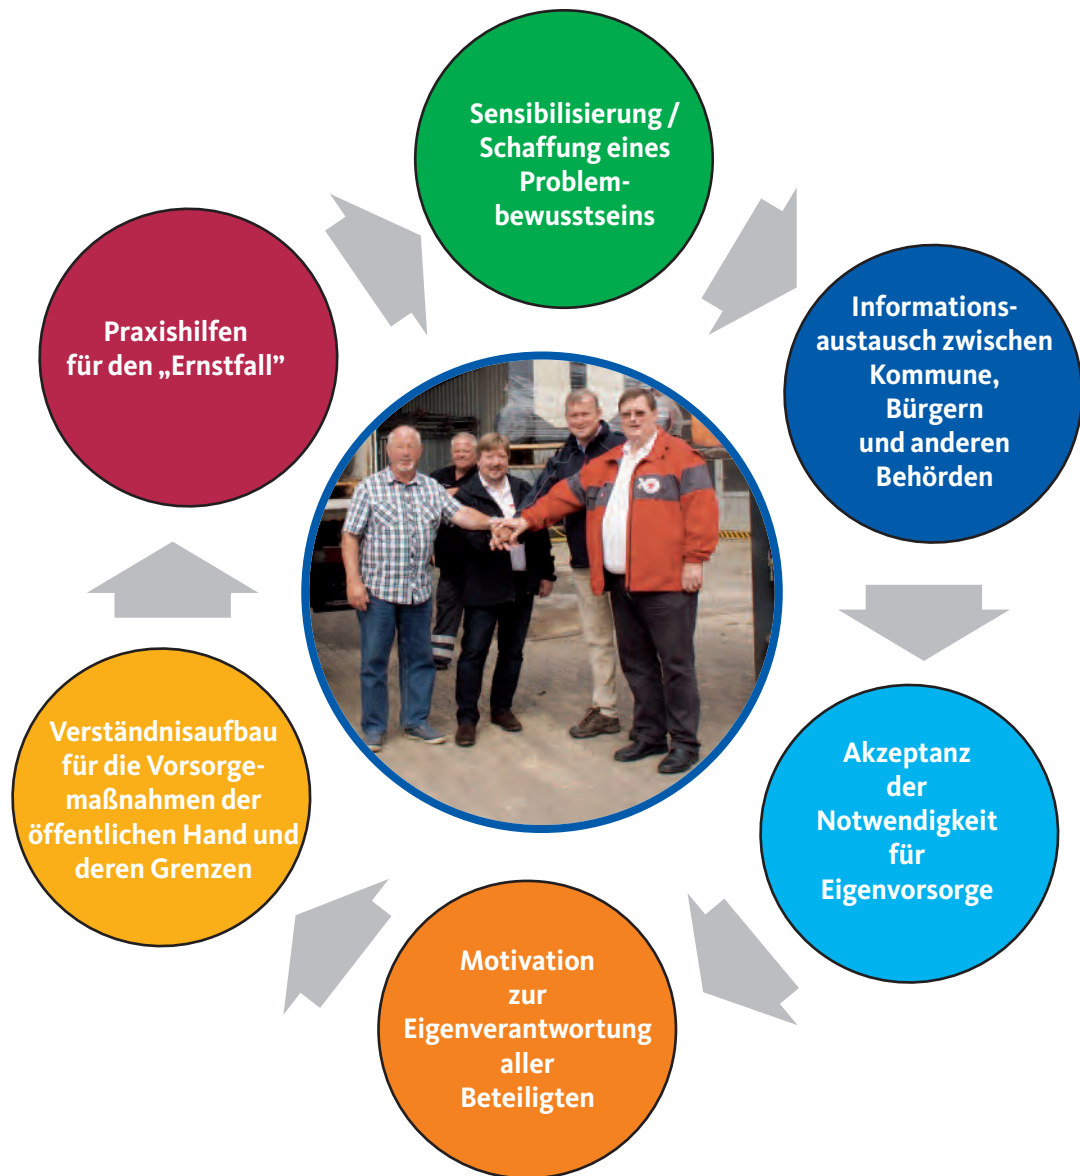 Sensibilisierung /
Schaffung eines
Problem-
bewusstseins
Informations-
austausch zwischen
Kommune,
Bürgern
und anderen
Behörden
Akzeptanz
der
Notwendigkeit
für
Eigenvorsorge
Motivation
zur
Eigenverantwortung
aller
Beteiligten
Verständnisaufbau
für die Vorsorge-
maßnahmen der
öffentlichen Hand und
deren Grenzen
Praxishilfen
für den „Ernstfall”